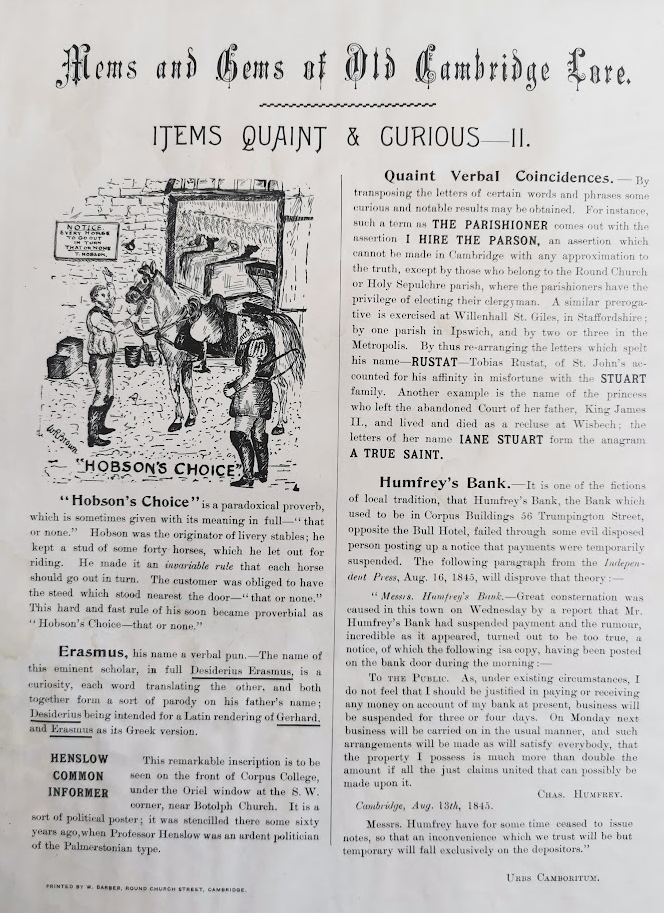 Mems and Gems of Old Cambridge Lore.
ITEMS QUAINT & CURIOUS—II.
NOTICE
EVERY HORSE
TO GO OUT
IN TURN
THAT OR NONE
T. HOBSON.
W.R.Brown
"HOBSON'S CHOICE"
"Hobson's Choice" is a paradoxical proverb,
which is sometimes given with its meaning in full—"that
or none." Hobson was the originator of livery stables; he
kept a stud of some forty horses, which he let out for
riding. He made it an invariable rule that each horse
should go out in turn. The customer was obliged to have
the steed which stood nearest the door—"that or none."
This hard and fast rule of his soon became proverbial as
"Hobson's Choice—that or none."
Erasmus, his name a verbal pun.—The name of
this eminent scholar, in full Desiderius Erasmus, is a
curiosity, each word translating the other, and both
together form a sort of parody on his father's name;
Desiderius being intended for a Latin rendering of Gerhard,
and Erasmus as its Greek version.
HENSLOW
COMMON
INFORMER
This remarkable inscription is to be
seen on the front of Corpus College,
under the Oriel window at the S. W.
corner, near Botolph Church. It is a
sort of political poster; it was stencilled there some sixty
years ago,when Professor Henslow was an ardent politician
of the Palmerstonian type.
PRINTED BY W. BARBER, ROUND CHURCH STREET, CAMBRIDGE.
Quaint Verbal Coincidences.—By
transposing the letters of certain words and phrases some
curious and notable results may be obtained. For instance,
such a term as THE PARISHIONER comes out with the
assertion I HIRE THE PARSON, an assertion which
cannot be made in Cambridge with any approximation to
the truth, except by those who belong to the Round Church
or Holy Sepulchre parish, where the parishioners have the
privilege of electing their clergyman. A similar preroga-
tive is exercised at Willenhall St. Giles, in Staffordshire;
by one parish in Ipswich, and by two or three in the
Metropolis. By thus re-arranging the letters which spelt
his name—RUSTAT—Tobias Rustat, of St. John's ac-
counted for his affinity in misfortune with the STUART
family. Another example is the name of the princess
who left the abandoned Court of her father, King James
II., and lived and died as a recluse at Wisbech; the
letters of her name IANE STUART form the anagram
A TRUE SAINT.
Humfrey's Bank.—It is one of the fictions
of local tradition, that Humfrey's Bank, the Bank which
used to be in Corpus Buildings 56 Trumpington Street,
opposite the Bull Hotel, failed through some evil disposed
person posting up a notice that payments were temporarily
suspended. The following paragraph from the Indepen-
dent Press, Aug. 16, 1845, will disprove that theory:—
"Messrs. Humfrey's Bank.—Great consternation was
caused in this town on Wednesday by a report that Mr.
Humfrey's Bank had suspended payment and the rumour,
incredible as it appeared, turned out to be too true, a
notice, of which the following isa copy, having been posted
on the bank door during the morning:—
To the Public. As, under existing circumstances, I
do not feel that I should be justified in paying or receiving
any money on account of my bank at present, business will
be suspended for three or four days. On Monday next
business will be carried on in the usual manner, and such
arrangements will be made as will satisfy everybody, that
the property I possess is much more than double the
amount if all the just claims united that can possibly be
made upon it.
Chas. Humfrey.
Cambridge, Aug. 13th, 1845.
Messrs. Humfrey have for some time ceased to issue
notes, so that an inconvenience which we trust will be but
temporary will fall exclusively on the depositors."
Urbs Camboritum.